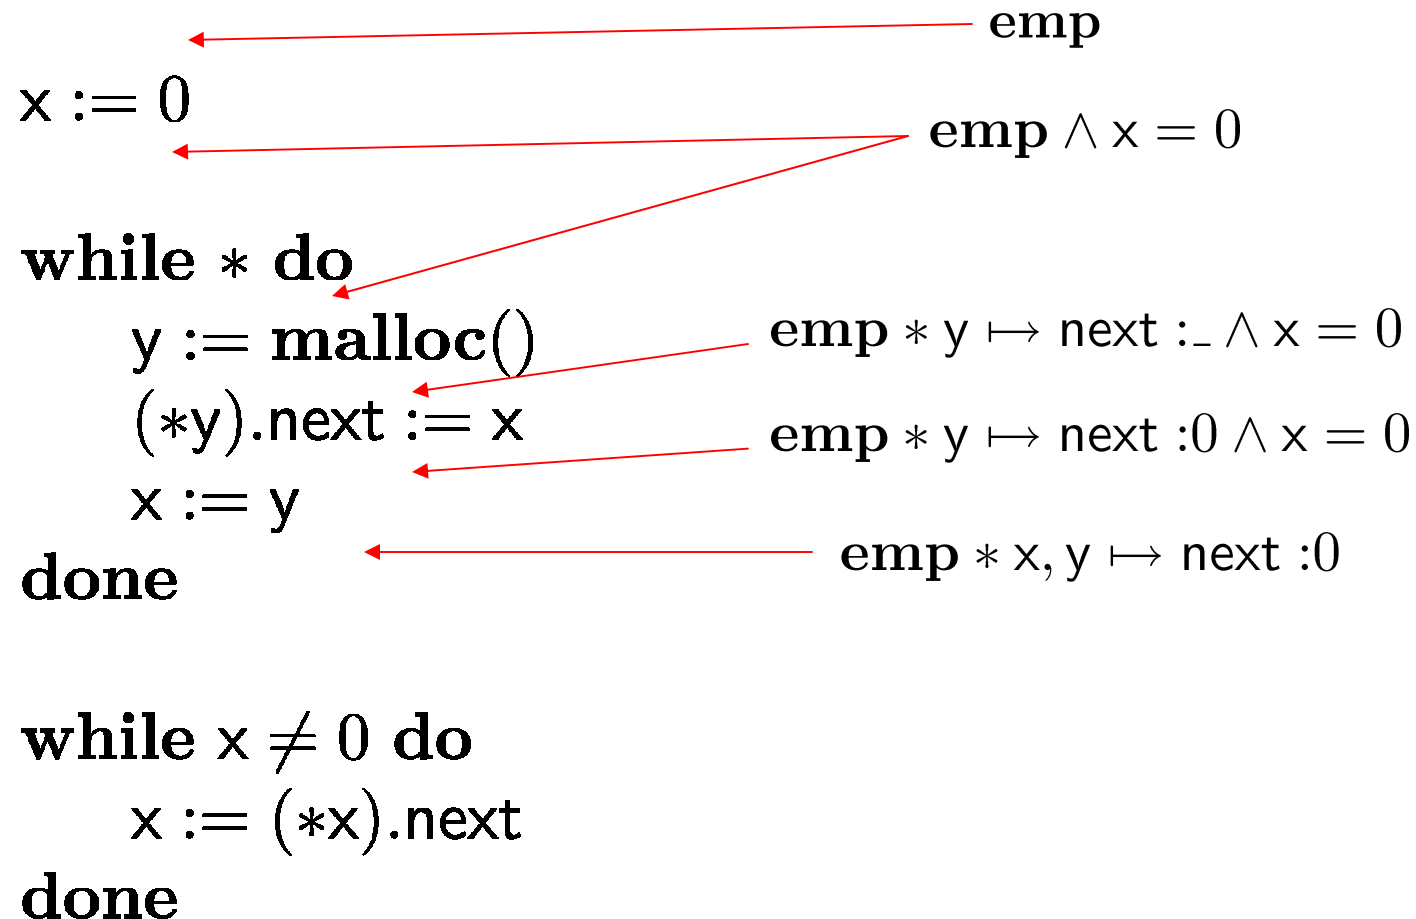 emp
x := 0
emp ∧ x = 0
while * do
y := malloc()
emp * y ↦ next :_ ∧ x = 0
(*y).next := x
emp * y ↦ next :0 ∧ x = 0
x := y
emp * x, y ↦ next :0
done
while x ≠ 0 do
x := (*x).next
done